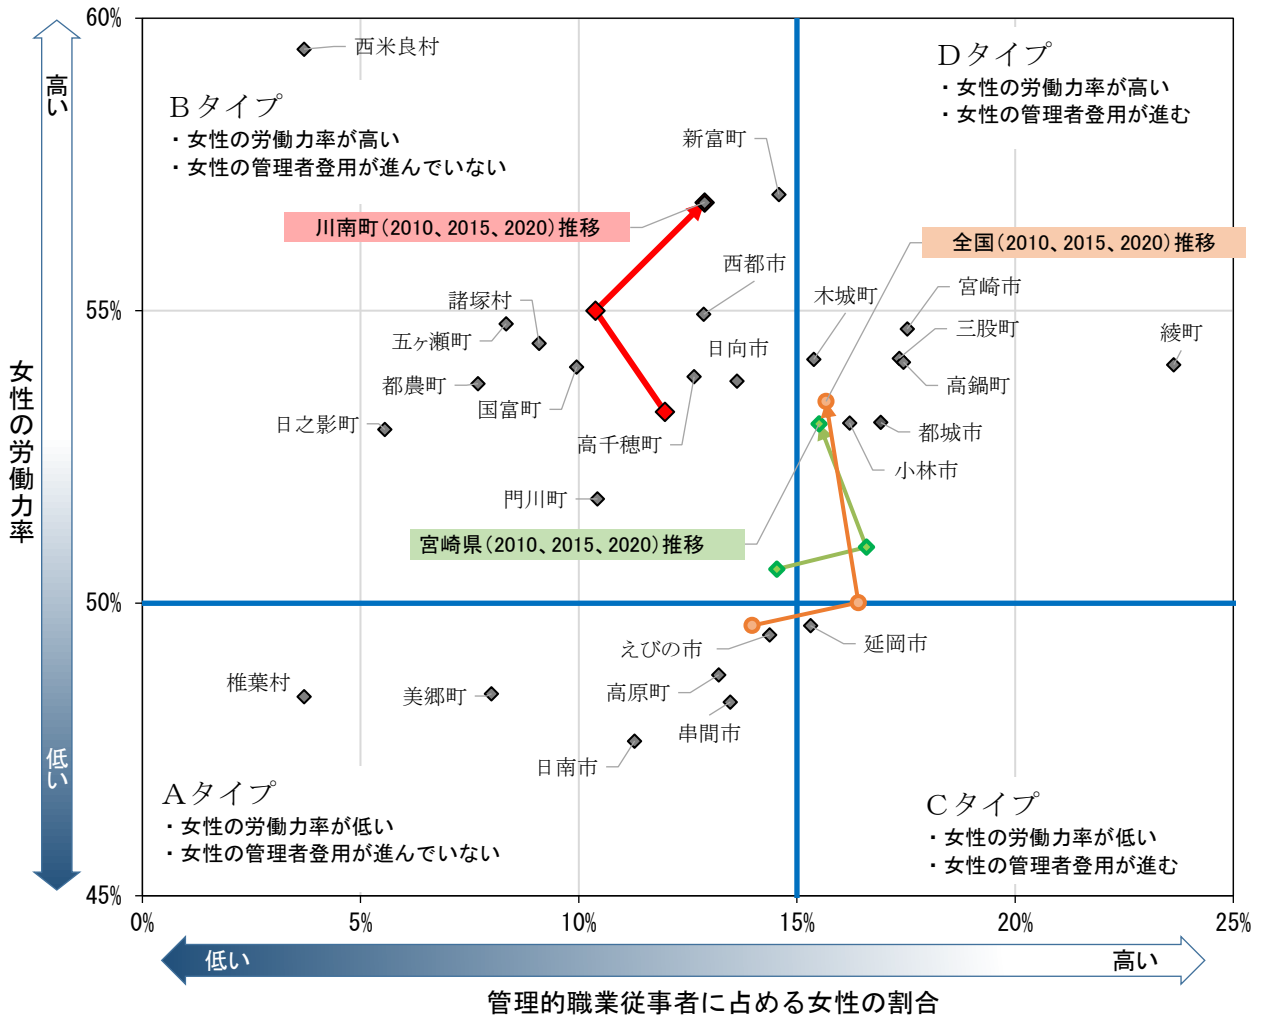 60%
55%
50%
45%
高い
低い
女性の労働力率
Ｂタイプ
・女性の労働力率が高い
・女性の管理者登用が進んでいない
Ｄタイプ
・女性の労働力率が高い
・女性の管理者登用が進む
西米良村
新富町
川南町（2010、2015、2020）推移
全国（2010、2015、2020）推移
西都市
木城町
宮崎市
諸塚村
三股町
綾町
五ヶ瀬町
日向市
都農町
高鍋町
国富町
日之影町
高千穂町
都城市
小林市
門川町
宮崎県（2010、2015、2020）推移
えびの市
延岡市
椎葉村
美郷町
高原町
串間市
日南市
Ａタイプ
・女性の労働力率が低い
・女性の管理者登用が進んでいない
Ｃタイプ
・女性の労働力率が低い
・女性の管理者登用が進む
0%
5%
10%
15%
20%
25%
低い
高い
管理的職業従事者に占める女性の割合